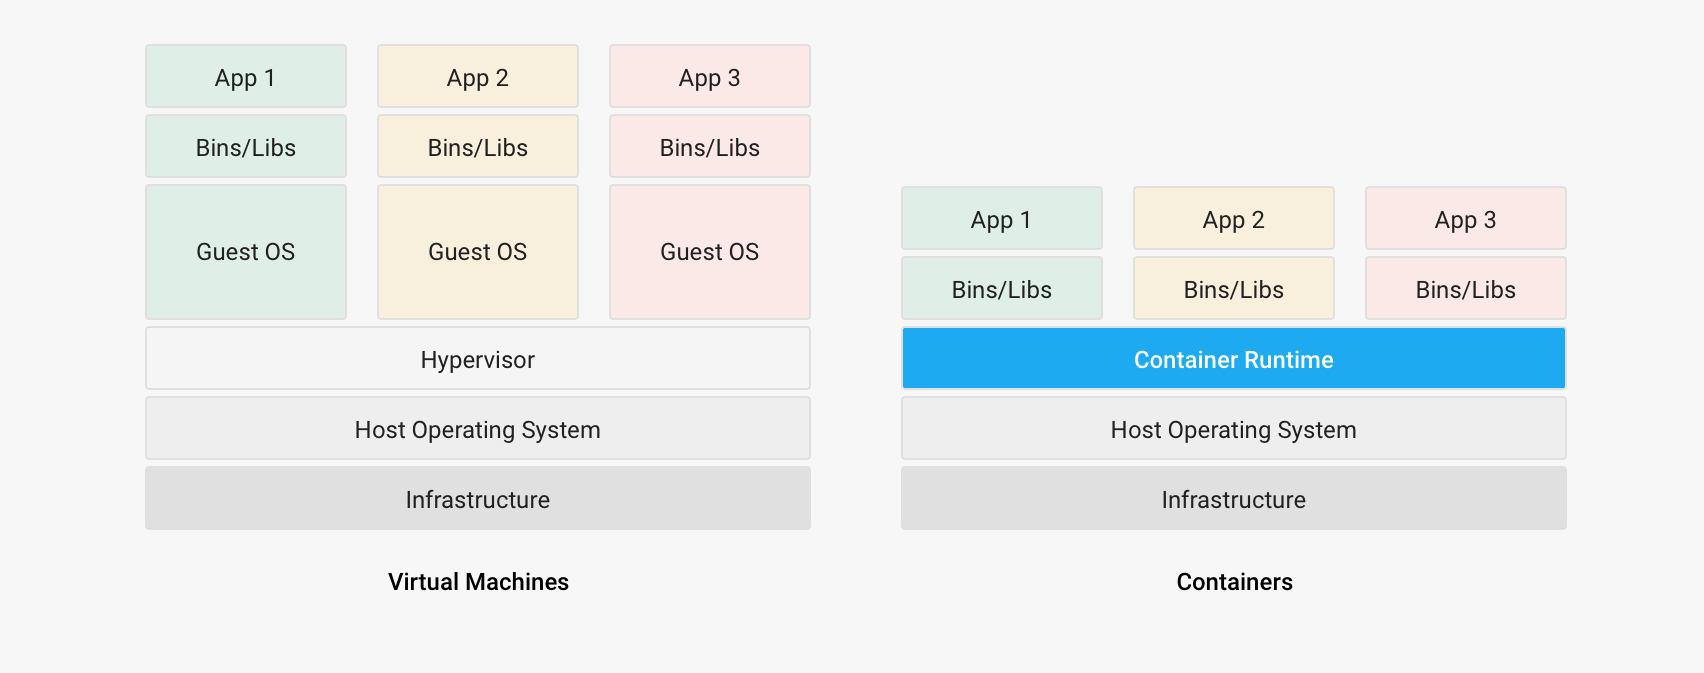 App 1
App 2
App 3
Bins/Libs
Bins/Libs
Bins/Libs
Guest OS
Guest OS
Guest OS
Hypervisor
Host Operating System
Infrastructure
Virtual Machines
App 1
App 2
App 3
Bins/Libs
Bins/Libs
Bins/Libs
Container Runtime
Host Operating System
Infrastructure
Containers